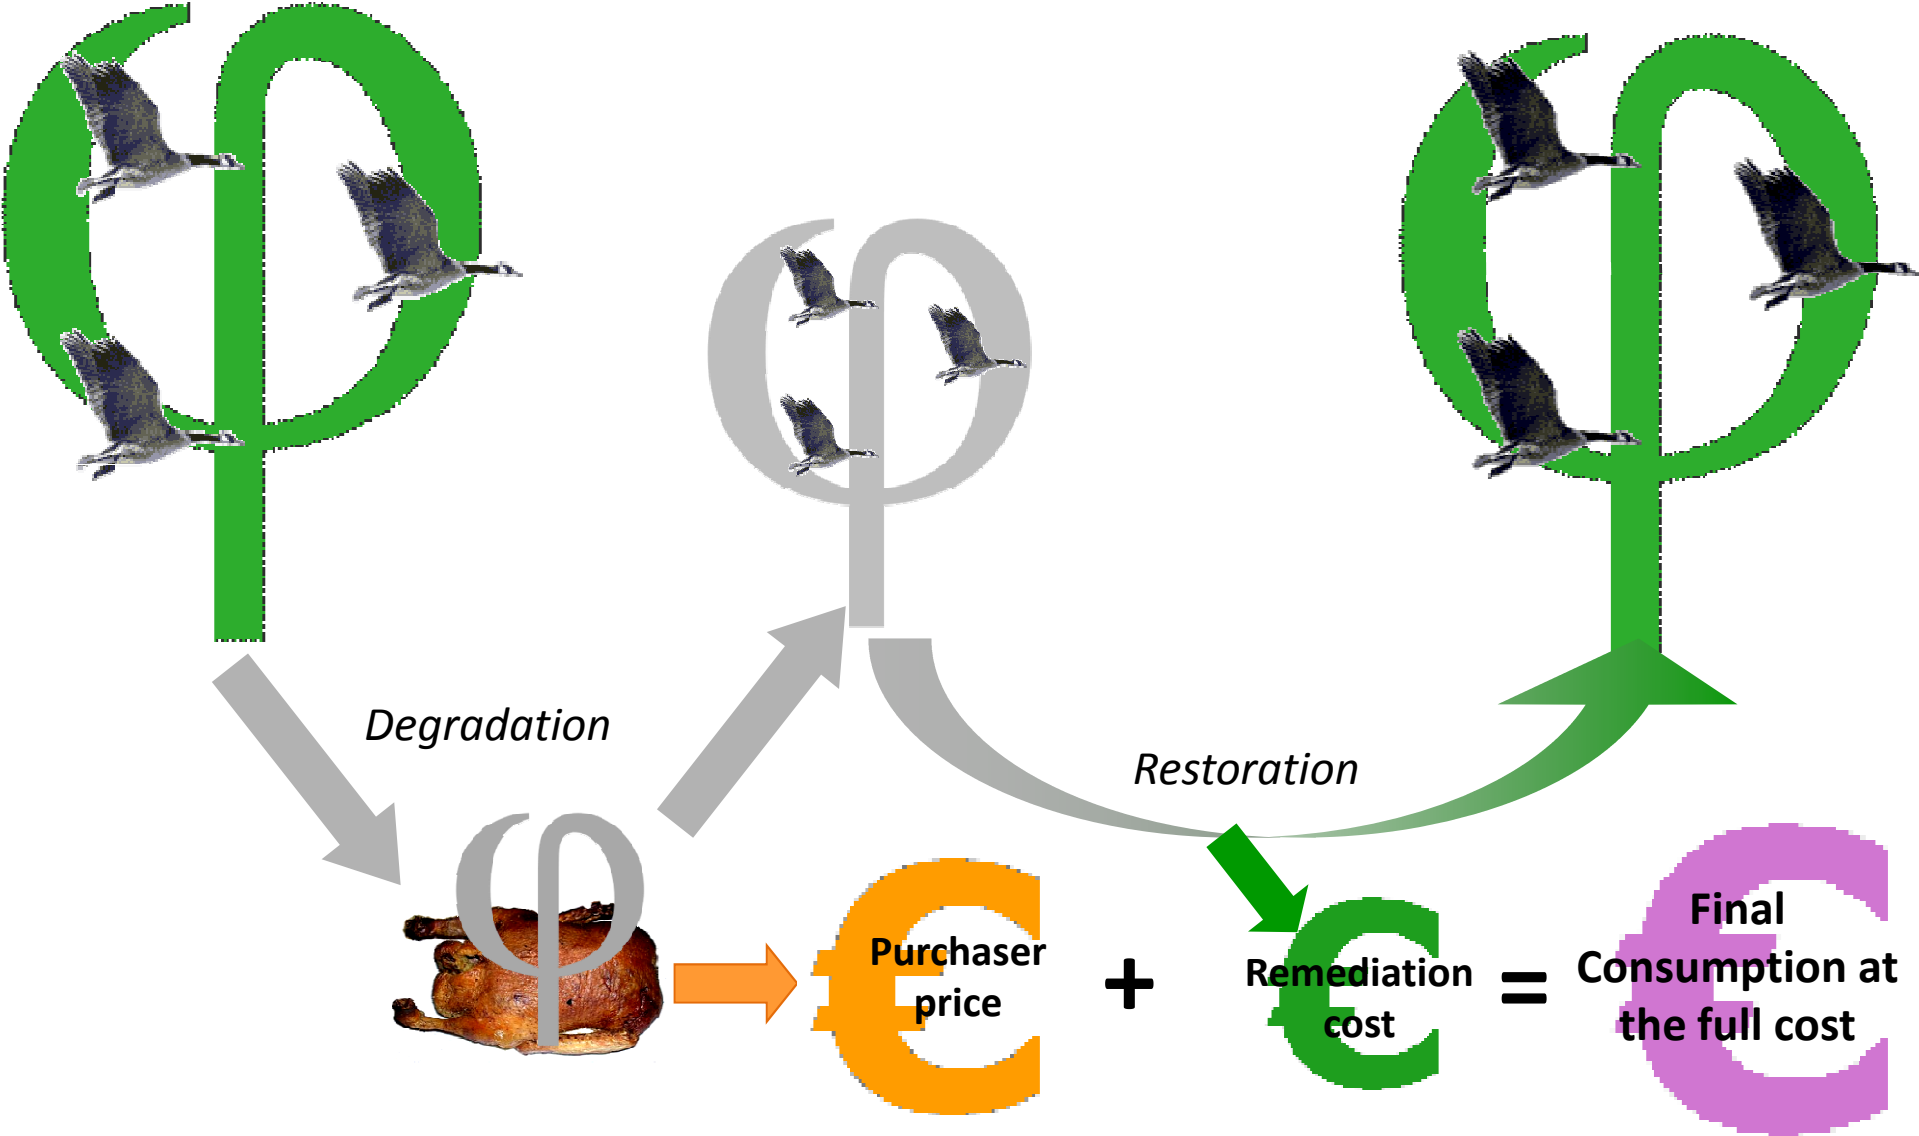 φ
φ
φ
Degradation
Restoration
φ
€
Purchaser
price
+
€
Remediation
cost
=
€
Final
Consumption at
the full cost